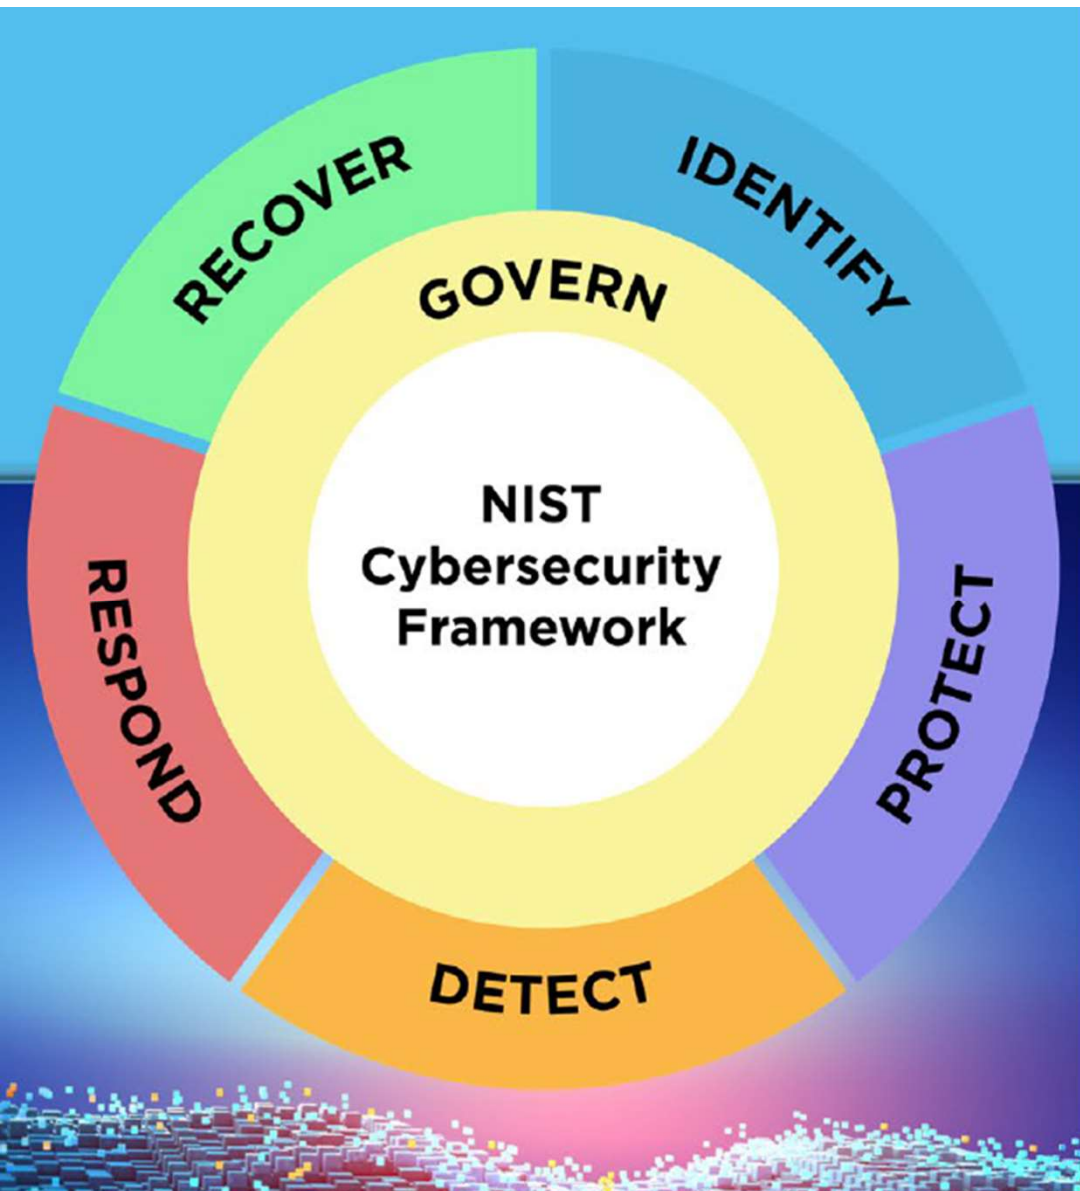 RECOVER
IDENTIFY
GOVERN
NIST
Cybersecurity
Framework
RESPOND
PROTECT
DETECT